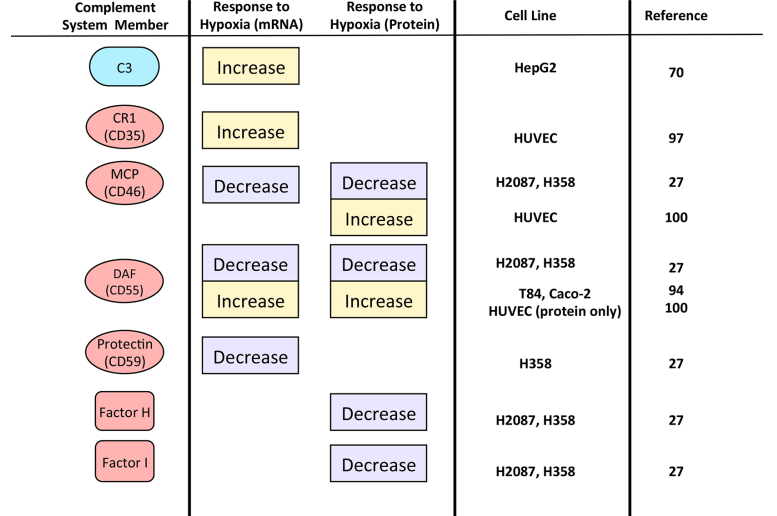 Complement
System Member
Response to
Hypoxia (mRNA)
Response to
Hypoxia (Protein)
Cell Line
Reference
C3
Increase
HepG2
70
CR1
(CD35)
Increase
HUVEC
97
MCP
(CD46)
Decrease
Decrease
H2087, H358
27
Increase
HUVEC
100
DAF
(CD55)
Decrease
Decrease
H2087, H358
27
Increase
Increase
T84, Caco-2
94
HUVEC (protein only)
100
Protectin
(CD59)
Decrease
H358
27
Factor H
Decrease
H2087, H358
27
Factor I
Decrease
H2087, H358
27